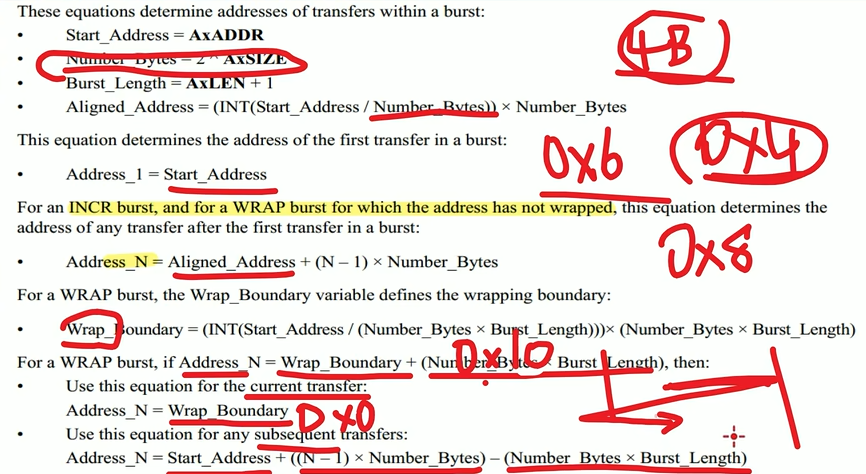 These equations determine addresses of transfers within a burst:
• Start_Address = AxADDR
• Number_Bytes = 2 ^ AxSIZE
• Burst_Length = AxLEN + 1
• Aligned_Address = (INT(Start_Address / Number_Bytes)) × Number_Bytes
4B
This equation determines the address of the first transfer in a burst:
• Address_1 = Start_Address
0x6
0x4
For an INCR burst, and for a WRAP burst for which the address has not wrapped, this equation determines the
address of any transfer after the first transfer in a burst:
• Address_N = Aligned_Address + (N – 1) × Number_Bytes
0x8
For a WRAP burst, the Wrap_Boundary variable defines the wrapping boundary:
• Wrap_Boundary = (INT(Start_Address / (Number_Bytes × Burst_Length))) × (Number_Bytes × Burst_Length)
For a WRAP burst, if Address_N = Wrap_Boundary + (Number_Bytes × Burst_Length), then:
0x10
• Use this equation for the current transfer:
Address_N = Wrap_Boundary
0x0
• Use this equation for any subsequent transfers:
Address_N = Start_Address + ((N – 1) × Number_Bytes) – (Number_Bytes × Burst_Length)